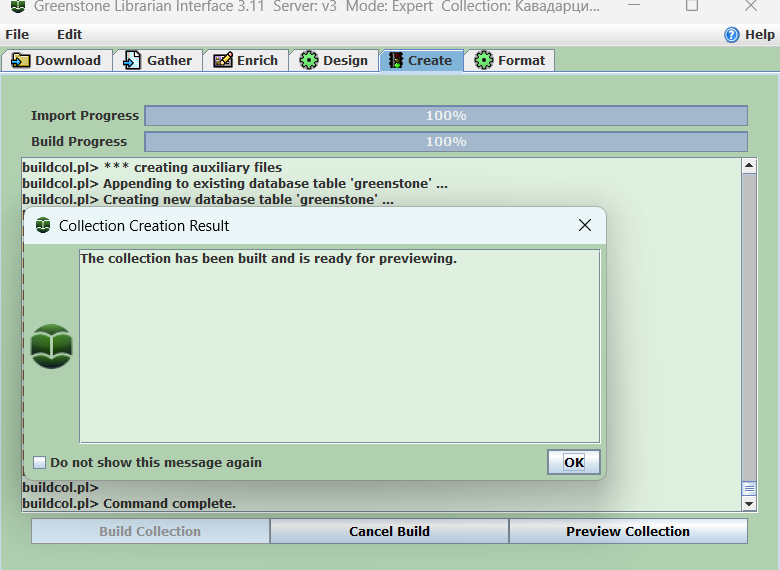 Greenstone Librarian Interface 3.11 Server: v3 Mode: Expert Collection: Кавадарци...
File Edit Help
Download Gather Enrich Design Create Format
Import Progress 100%
Build Progress 100%
buildcol.pl> *** creating auxiliary files
buildcol.pl> Appending to existing database table 'greenstone' ...
buildcol.pl> Creating new database table 'greenstone' ...
Collection Creation Result
The collection has been built and is ready for previewing.
Do not show this message again OK
buildcol.pl>
buildcol.pl> Command complete.
Build Collection Cancel Build Preview Collection